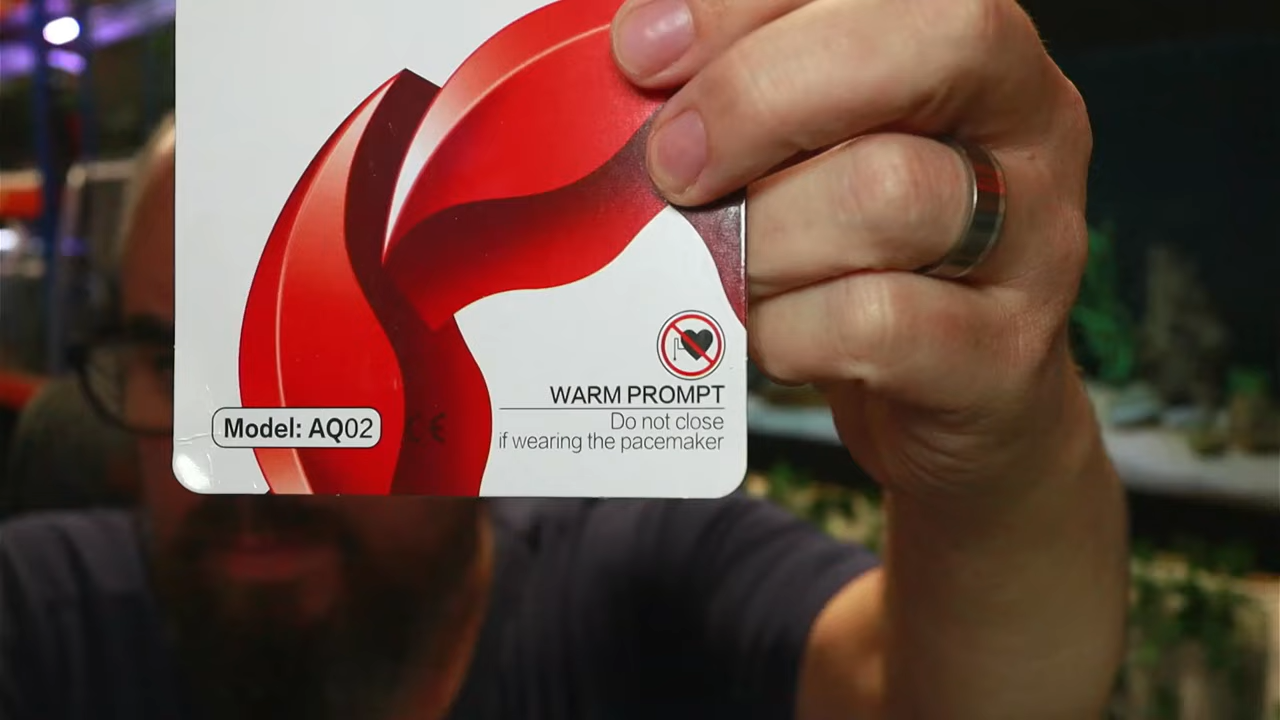 WARM PROMPT
Do not close
if wearing the pacemaker
Model: AQ02
CE